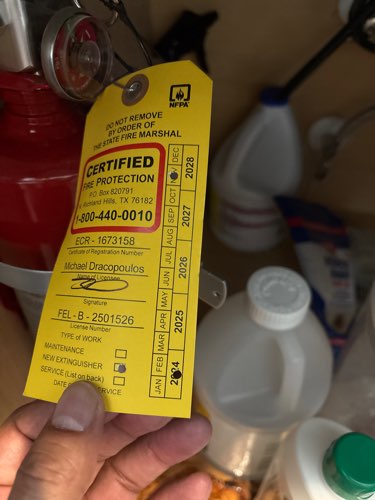 NFPA®
DO NOT REMOVE
BY ORDER OF
THE STATE FIRE MARSHAL
CERTIFIED
FIRE PROTECTION
P.O. Box 820791
Richland Hills, TX 76182
1-800-440-0010
ECR - 1673158
Certificate of Registration Number
Michael Dracopoulos
Name of Licensee
Signature
FEL - B - 2501526
License Number
TYPE OF WORK
MAINTENANCE
NEW EXTINGUISHER
SERVICE (List on back)
DATE SERVICE
JAN FEB MAR APR MAY JUN JUL AUG SEP OCT NOV DEC
2024 2025 2026 2027 2028